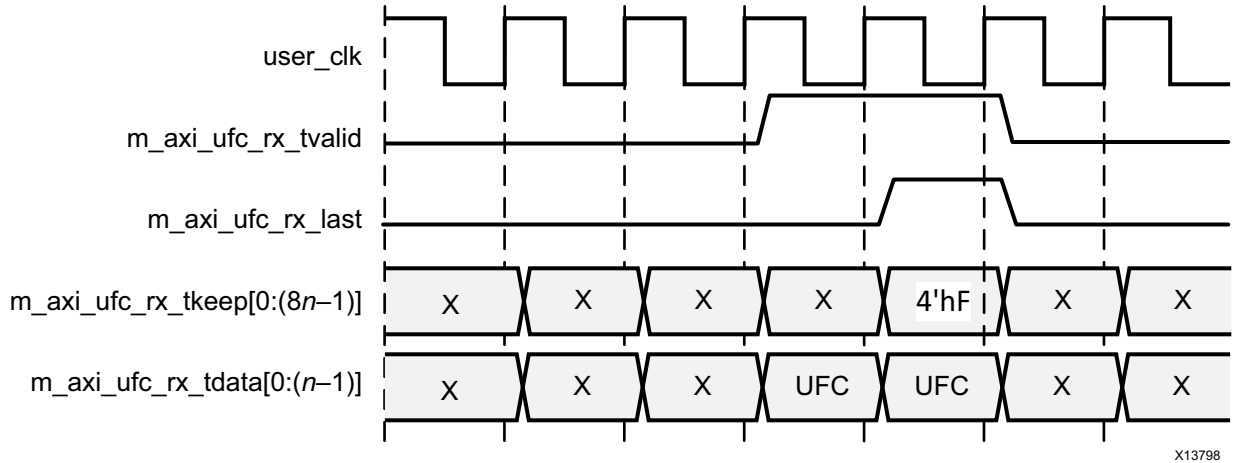 user_clk
m_axi_ufc_rx_tvalid
m_axi_ufc_rx_last
m_axi_ufc_rx_tkeep[0:(8n–1)] X X X X 4'hF X X
m_axi_ufc_rx_tdata[0:(n–1)] X X X UFC UFC X X
X13798